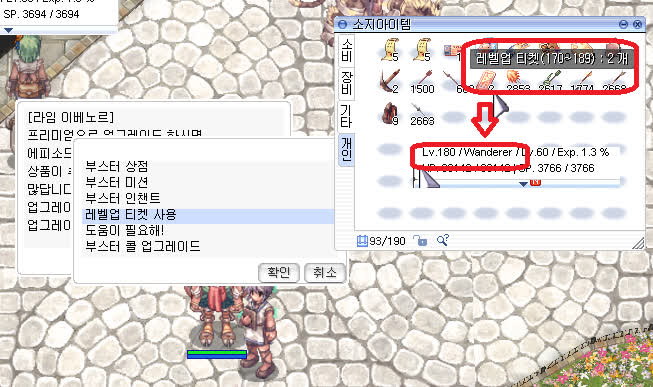 SP. 3694 / 3694
소지아이템
소비
장비
기타
개인
5
5
레벨업 티켓(170~189) : 2 개
2
1500
2
2853
2617
1774
2668
9
2663
Lv.180 / Wanderer / Lv.60 / Exp. 1.3 %
SP. 3766 / 3766
93/190
[라임 이베노르]
프리미엄으로 업그레이드 하시면
에피소드
상품이
많답니다
업그레이
업그레이
부스터 상점
부스터 미션
부스터 인챈트
레벨업 티켓 사용
도움이 필요해!
부스터 콜 업그레이드
확인
취소